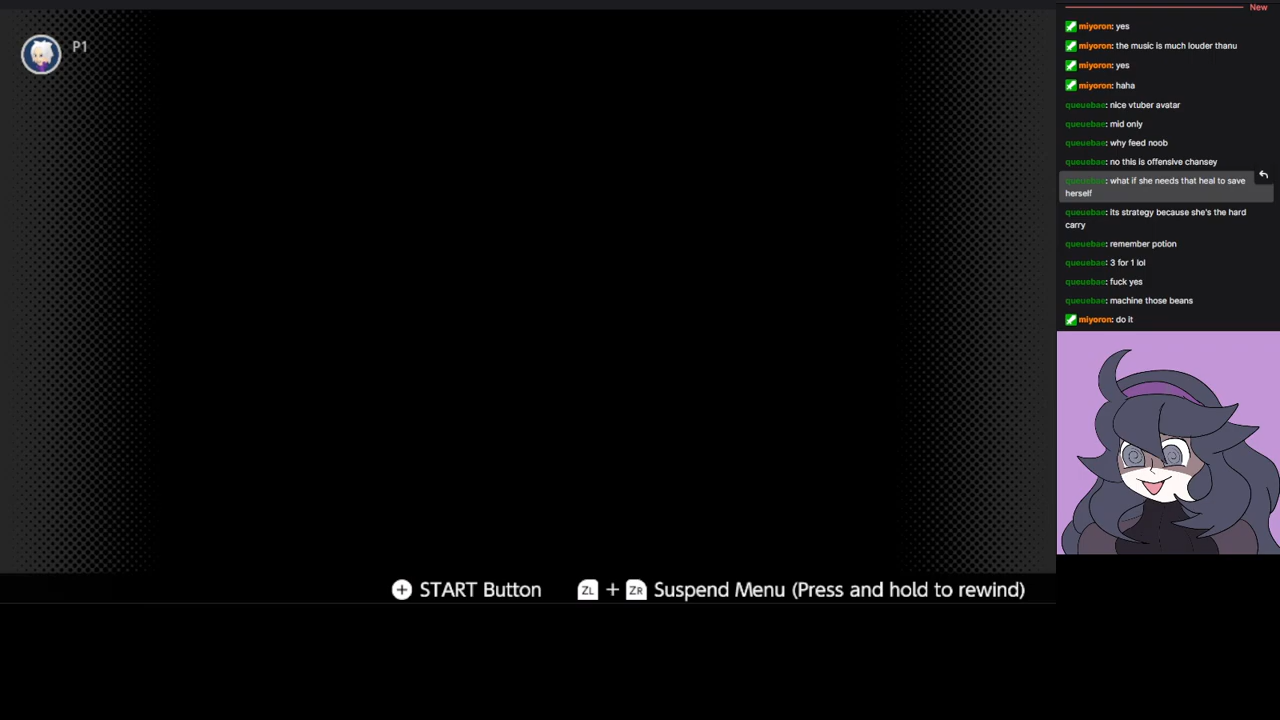 P1
START Button
ZL + ZR Suspend Menu (Press and hold to rewind)
New
miyoron: yes
miyoron: the music is much louder thanu
miyoron: yes
miyoron: haha
queuebae: nice vtuber avatar
queuebae: mid only
queuebae: why feed noob
queuebae: no this is offensive chansey
queuebae: what if she needs that heal to save
herself
queuebae: its strategy because she's the hard
carry
queuebae: remember potion
queuebae: 3 for 1 lol
queuebae: fuck yes
queuebae: machine those beans
miyoron: do it